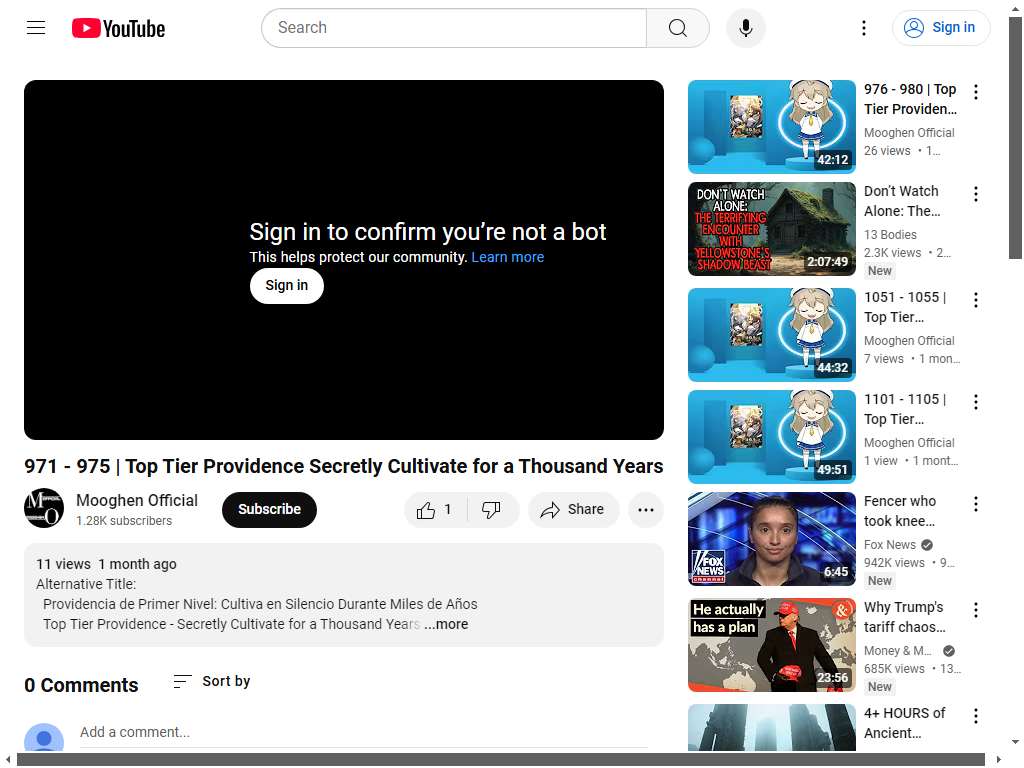 YouTube
Search
Sign in
Sign in to confirm you’re not a bot
This helps protect our community. Learn more
Sign in
971 - 975 | Top Tier Providence Secretly Cultivate for a Thousand Years
Mooghen Official
1.28K subscribers
Subscribe
1
Share
11 views 1 month ago
Alternative Title:
Providencia de Primer Nivel: Cultiva en Silencio Durante Miles de Años
Top Tier Providence - Secretly Cultivate for a Thousand Years ...more
0 Comments
Sort by
Add a comment...
42:12
976 - 980 | Top
Tier Providen...
Mooghen Official
26 views • 1...
DON'T WATCH
ALONE:
THE TERRIFYING
ENCOUNTER
WITH
YELLOWSTONE'S
SHADOW BEAST
2:07:49
Don’t Watch
Alone: The...
13 Bodies
2.3K views • 2...
New
44:32
1051 - 1055 |
Top Tier...
Mooghen Official
7 views • 1 mon...
49:51
1101 - 1105 |
Top Tier...
Mooghen Official
1 view • 1 mont...
FOX
NEWS
channel
6:45
Fencer who
took knee...
Fox News
942K views • 9...
New
He actually
has a plan
&
23:56
Why Trump's
tariff chaos...
Money & M...
685K views • 13...
New
4+ HOURS of
Ancient...